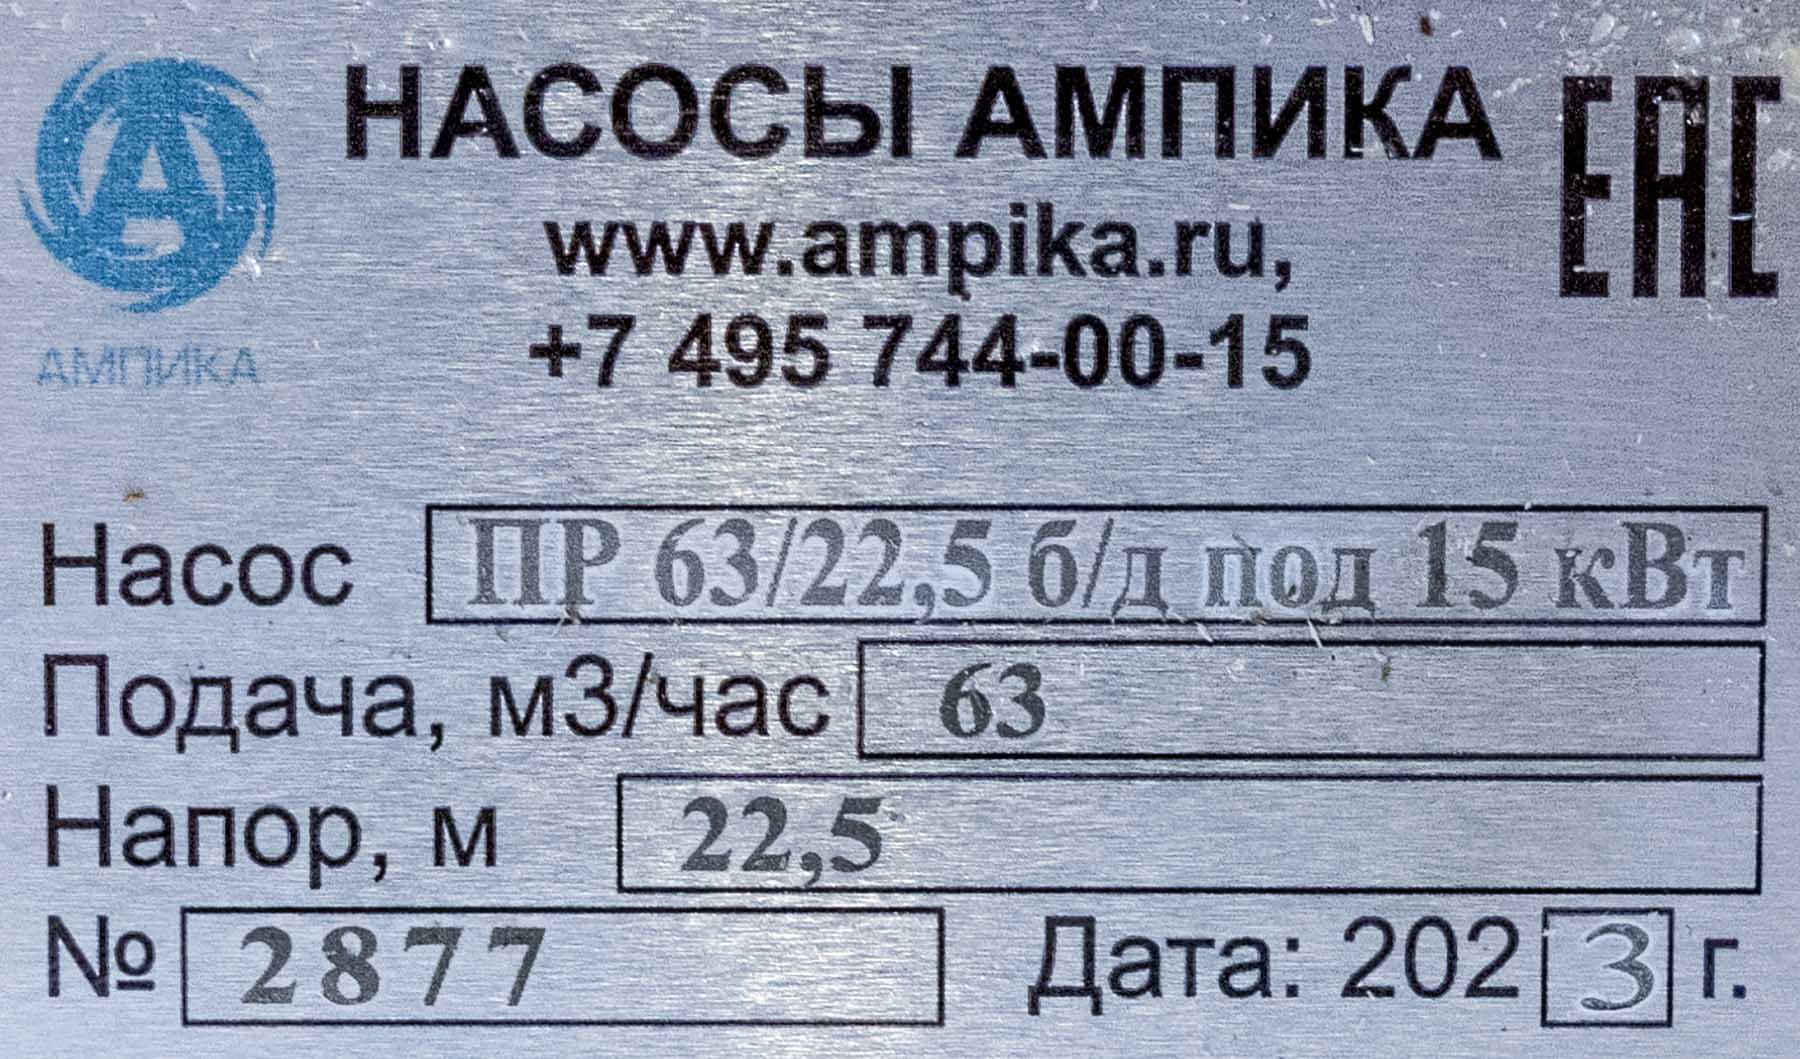 НАСОСЫ АМПИКА
www.ampika.ru,
+7 495 744-00-15
ЕАС
АМПИКА
Насос ПР 63/22,5 б/д под 15 кВт
Подача, м3/час 63
Напор, м 22,5
№ 2877 Дата: 2023 г.